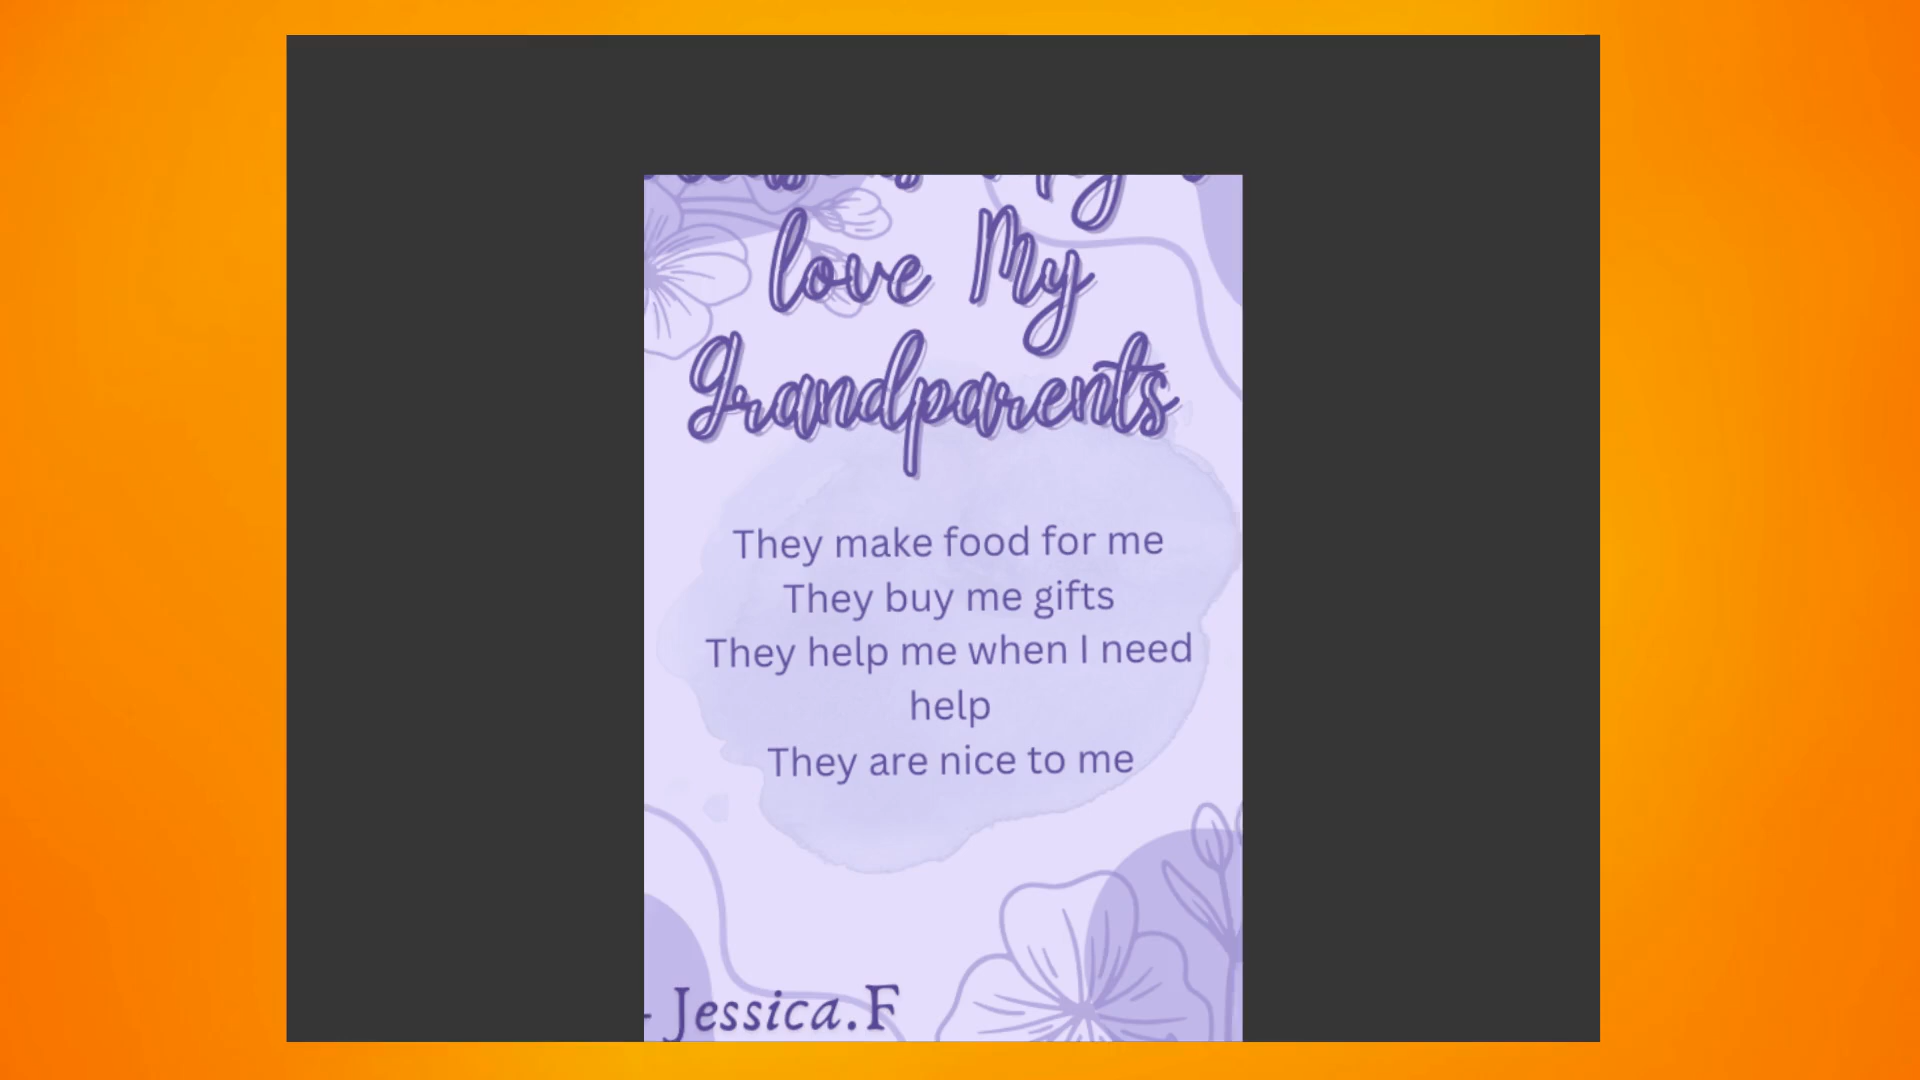 love My
Grandparents
They make food for me
They buy me gifts
They help me when I need
help
They are nice to me
- Jessica.F